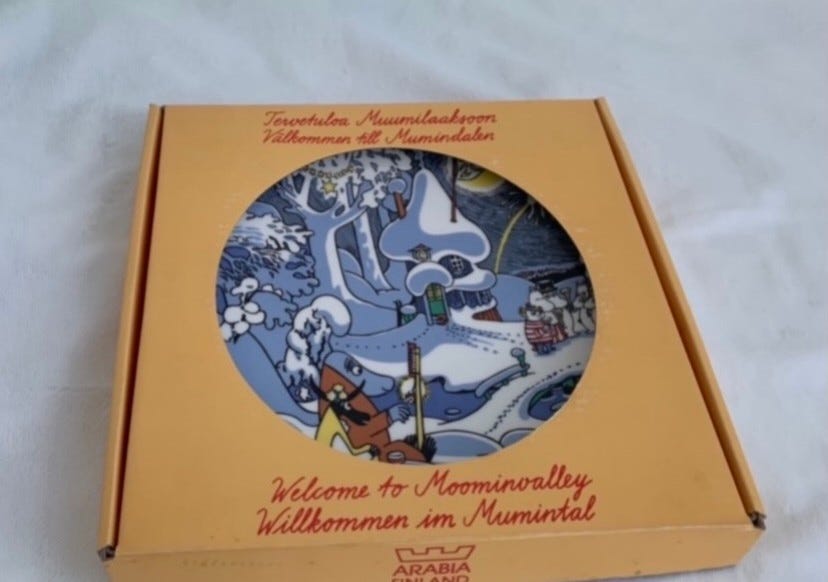 Tervetuloa Muumilaaksoon
Välkommen till Mumindalen
Welcome to Moominvalley
Willkommen im Mumintal
ARABIA
FINLAND